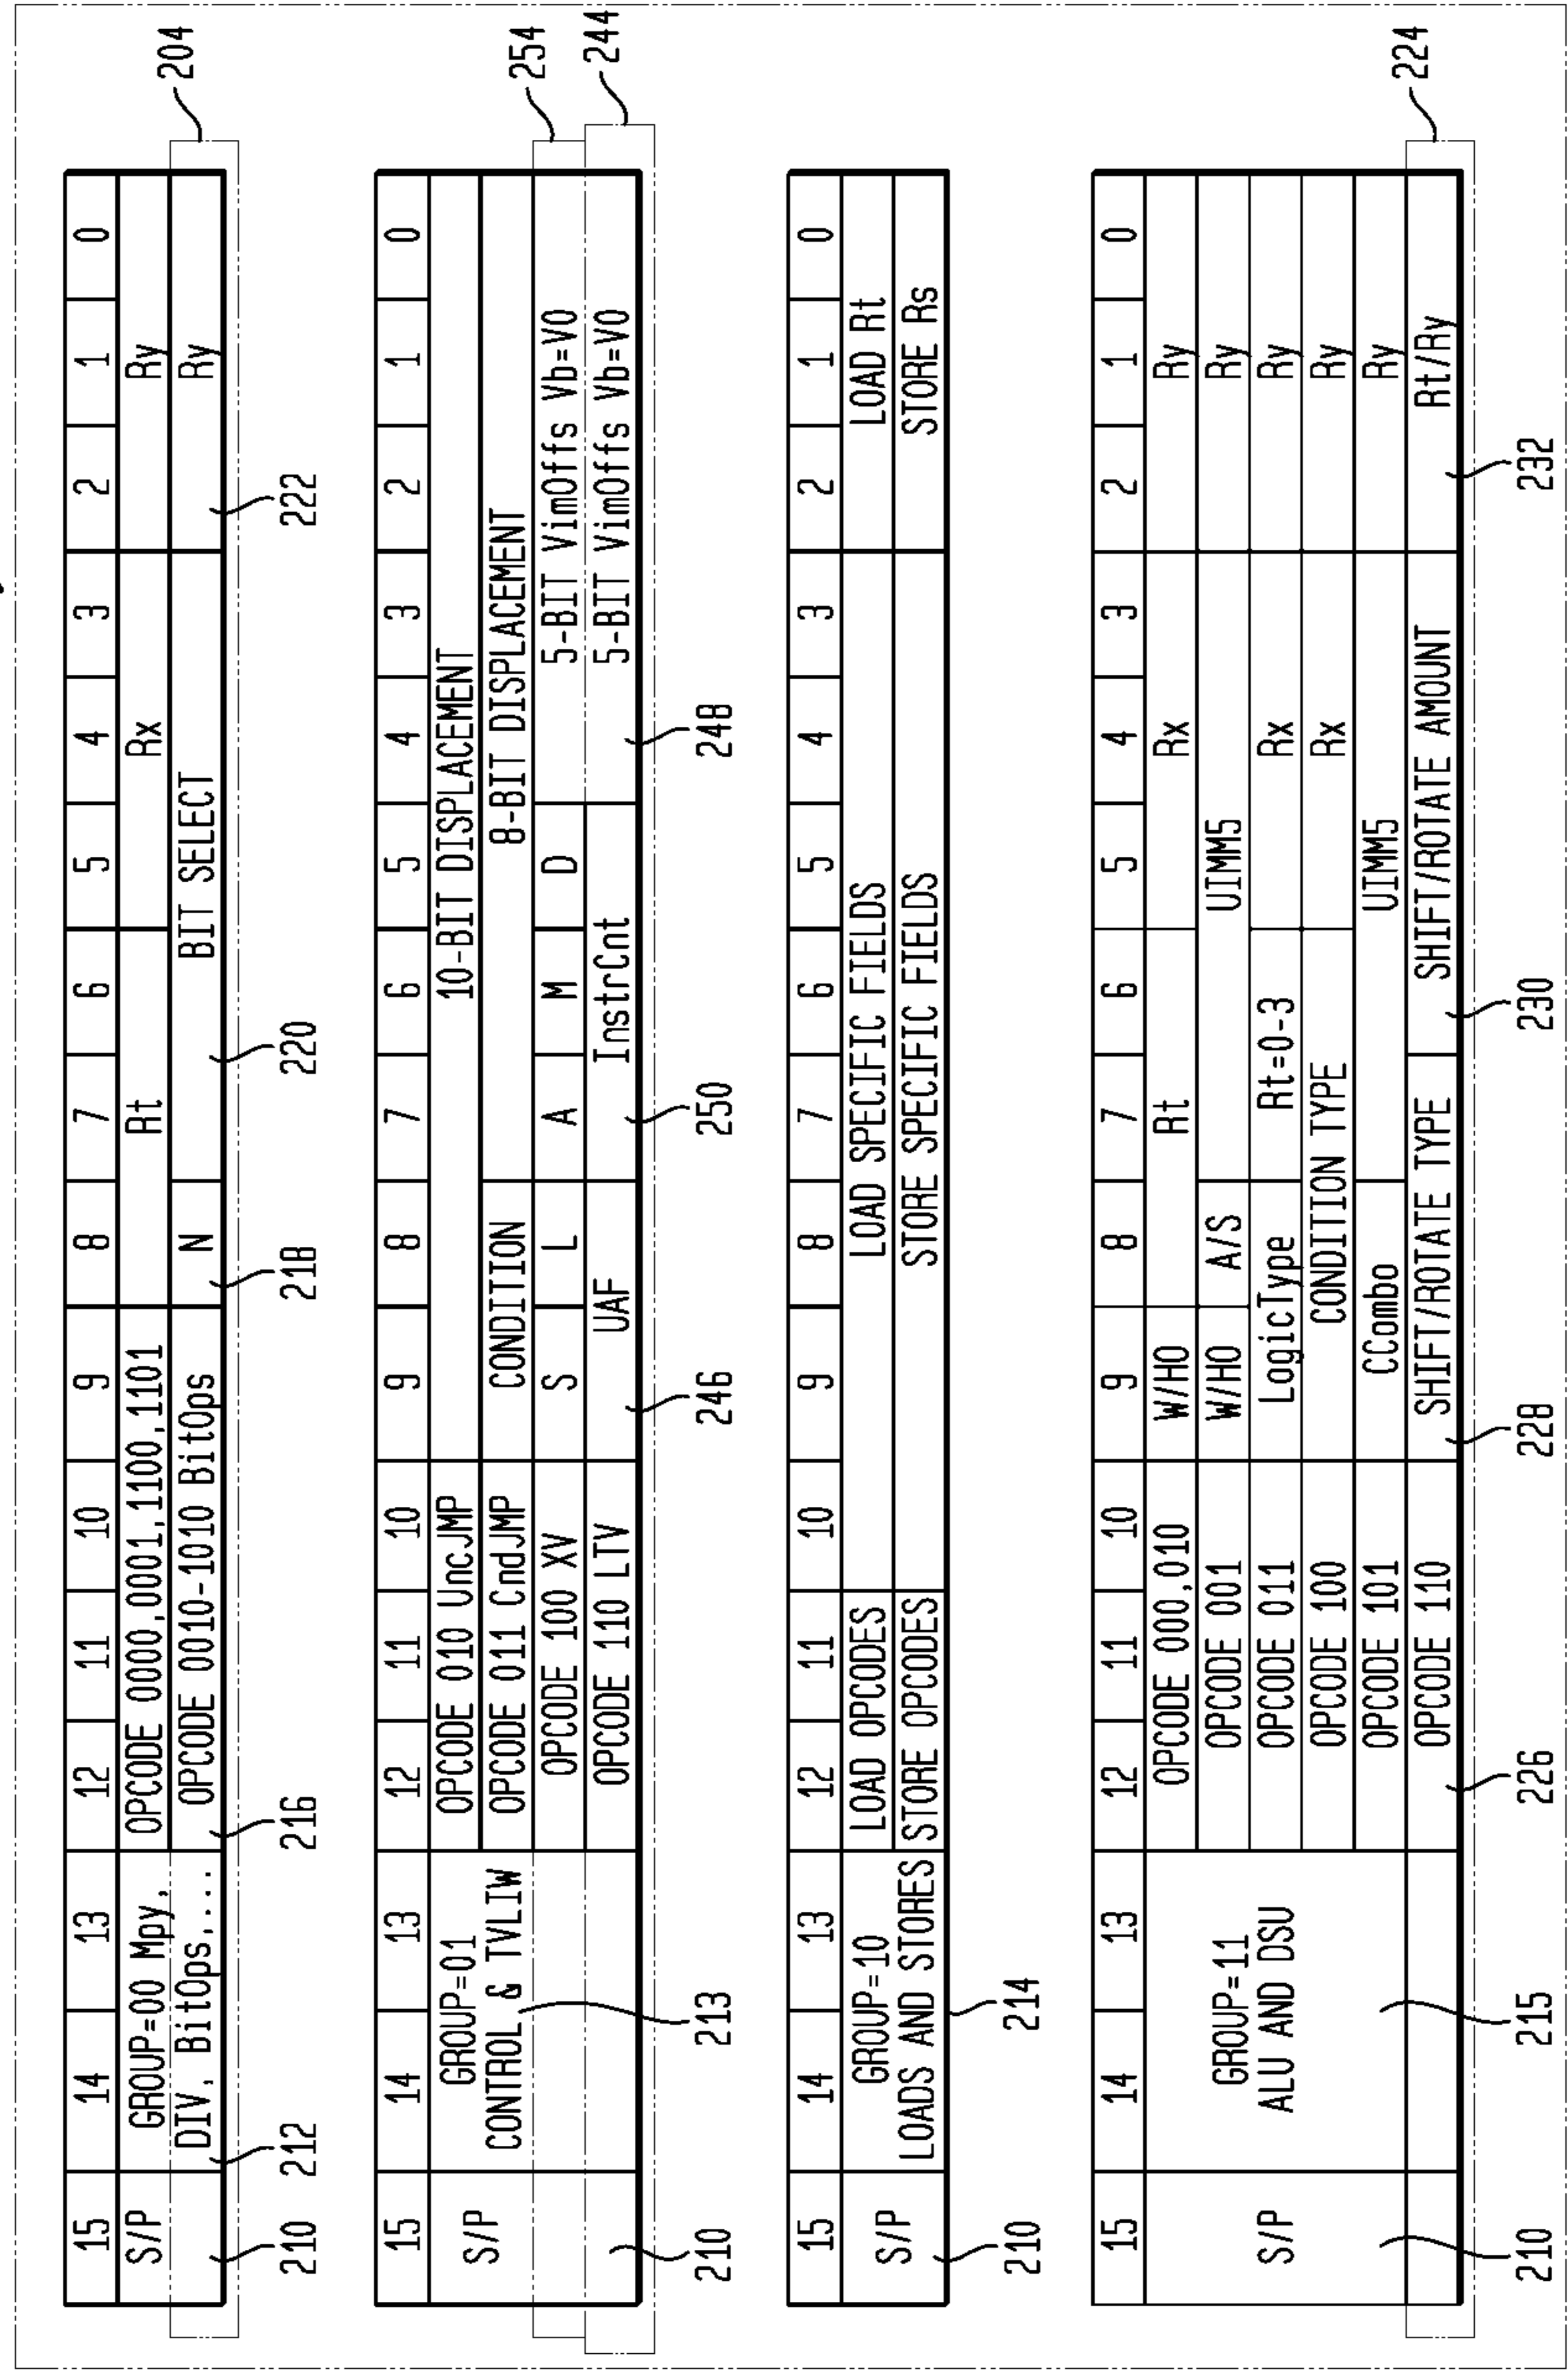 15 14 13 12 11 10 9 8 7 6 5 4 3 2 1 0
S/P GROUP=00 Mpy, DIV, BitOps,... OPCODE 0000,0001,1100,1101 Rt Rx Ry
OPCODE 0010-1010 BitOps N BIT SELECT Ry
204
210 212 216 218 220 222
15 14 13 12 11 10 9 8 7 6 5 4 3 2 1 0
S/P GROUP=01 CONTROL & TVLIW OPCODE 010 UncJMP 10-BIT DISPLACEMENT
OPCODE 011 CndJMP CONDITION 8-BIT DISPLACEMENT
OPCODE 100 XV S L A M D 5-BIT VimOffs Vb=V0
OPCODE 110 LTV UAF InstrCnt 5-BIT VimOffs Vb=V0
254
244
210 213 246 250 248
15 14 13 12 11 10 9 8 7 6 5 4 3 2 1 0
S/P GROUP=10 LOADS AND STORES LOAD OPCODES LOAD SPECIFIC FIELDS LOAD Rt
STORE OPCODES STORE SPECIFIC FIELDS STORE Rs
210 214
15 14 13 12 11 10 9 8 7 6 5 4 3 2 1 0
S/P GROUP=11 ALU AND DSU OPCODE 000,010 W/HO Rt Rx Ry
OPCODE 001 W/HO A/S UIMM5 Ry
OPCODE 011 LogicType Rt=0-3 Rx Ry
OPCODE 100 CONDITION TYPE Rx Ry
OPCODE 101 CCombo UIMM5 Ry
OPCODE 110 SHIFT/ROTATE TYPE SHIFT/ROTATE AMOUNT Rt/Ry
224
210 215 226 228 230 232